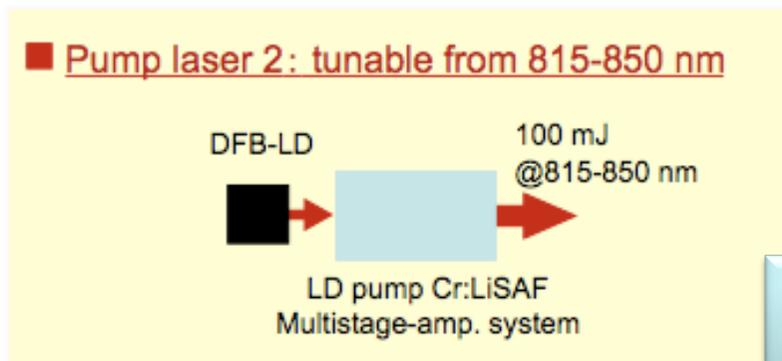 Pump laser 2: tunable from 815-850 nm
DFB-LD
100 mJ
@815-850 nm
LD pump Cr:LiSAF
Multistage-amp. system